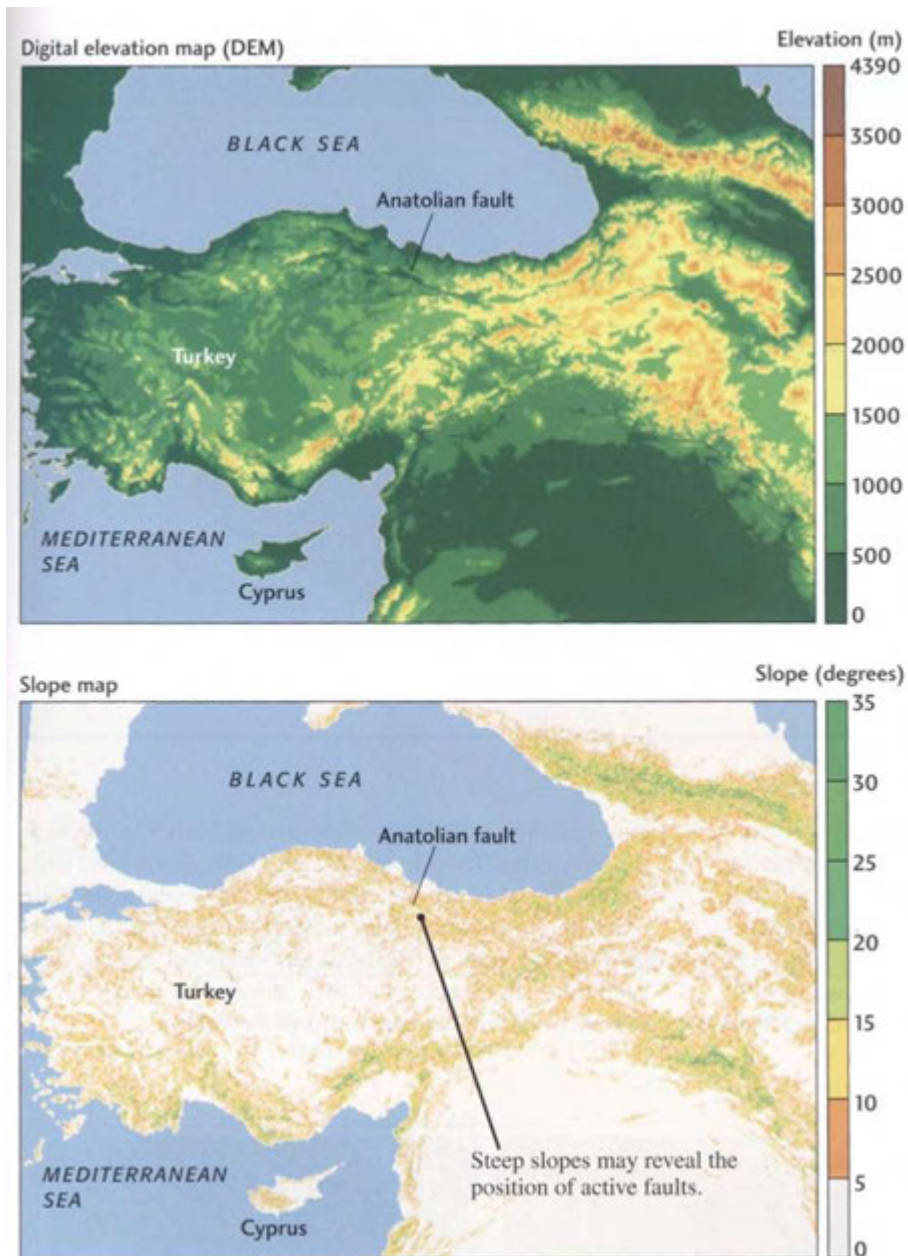 Digital elevation map (DEM)
Elevation (m)
4390
3500
3000
2500
2000
1500
1000
500
0
BLACK SEA
Anatolian fault
Turkey
MEDITERRANEAN
SEA
Cyprus
Slope map
Slope (degrees)
35
30
25
20
15
10
5
0
BLACK SEA
Anatolian fault
Turkey
Steep slopes may reveal the
position of active faults.
MEDITERRANEAN
SEA
Cyprus